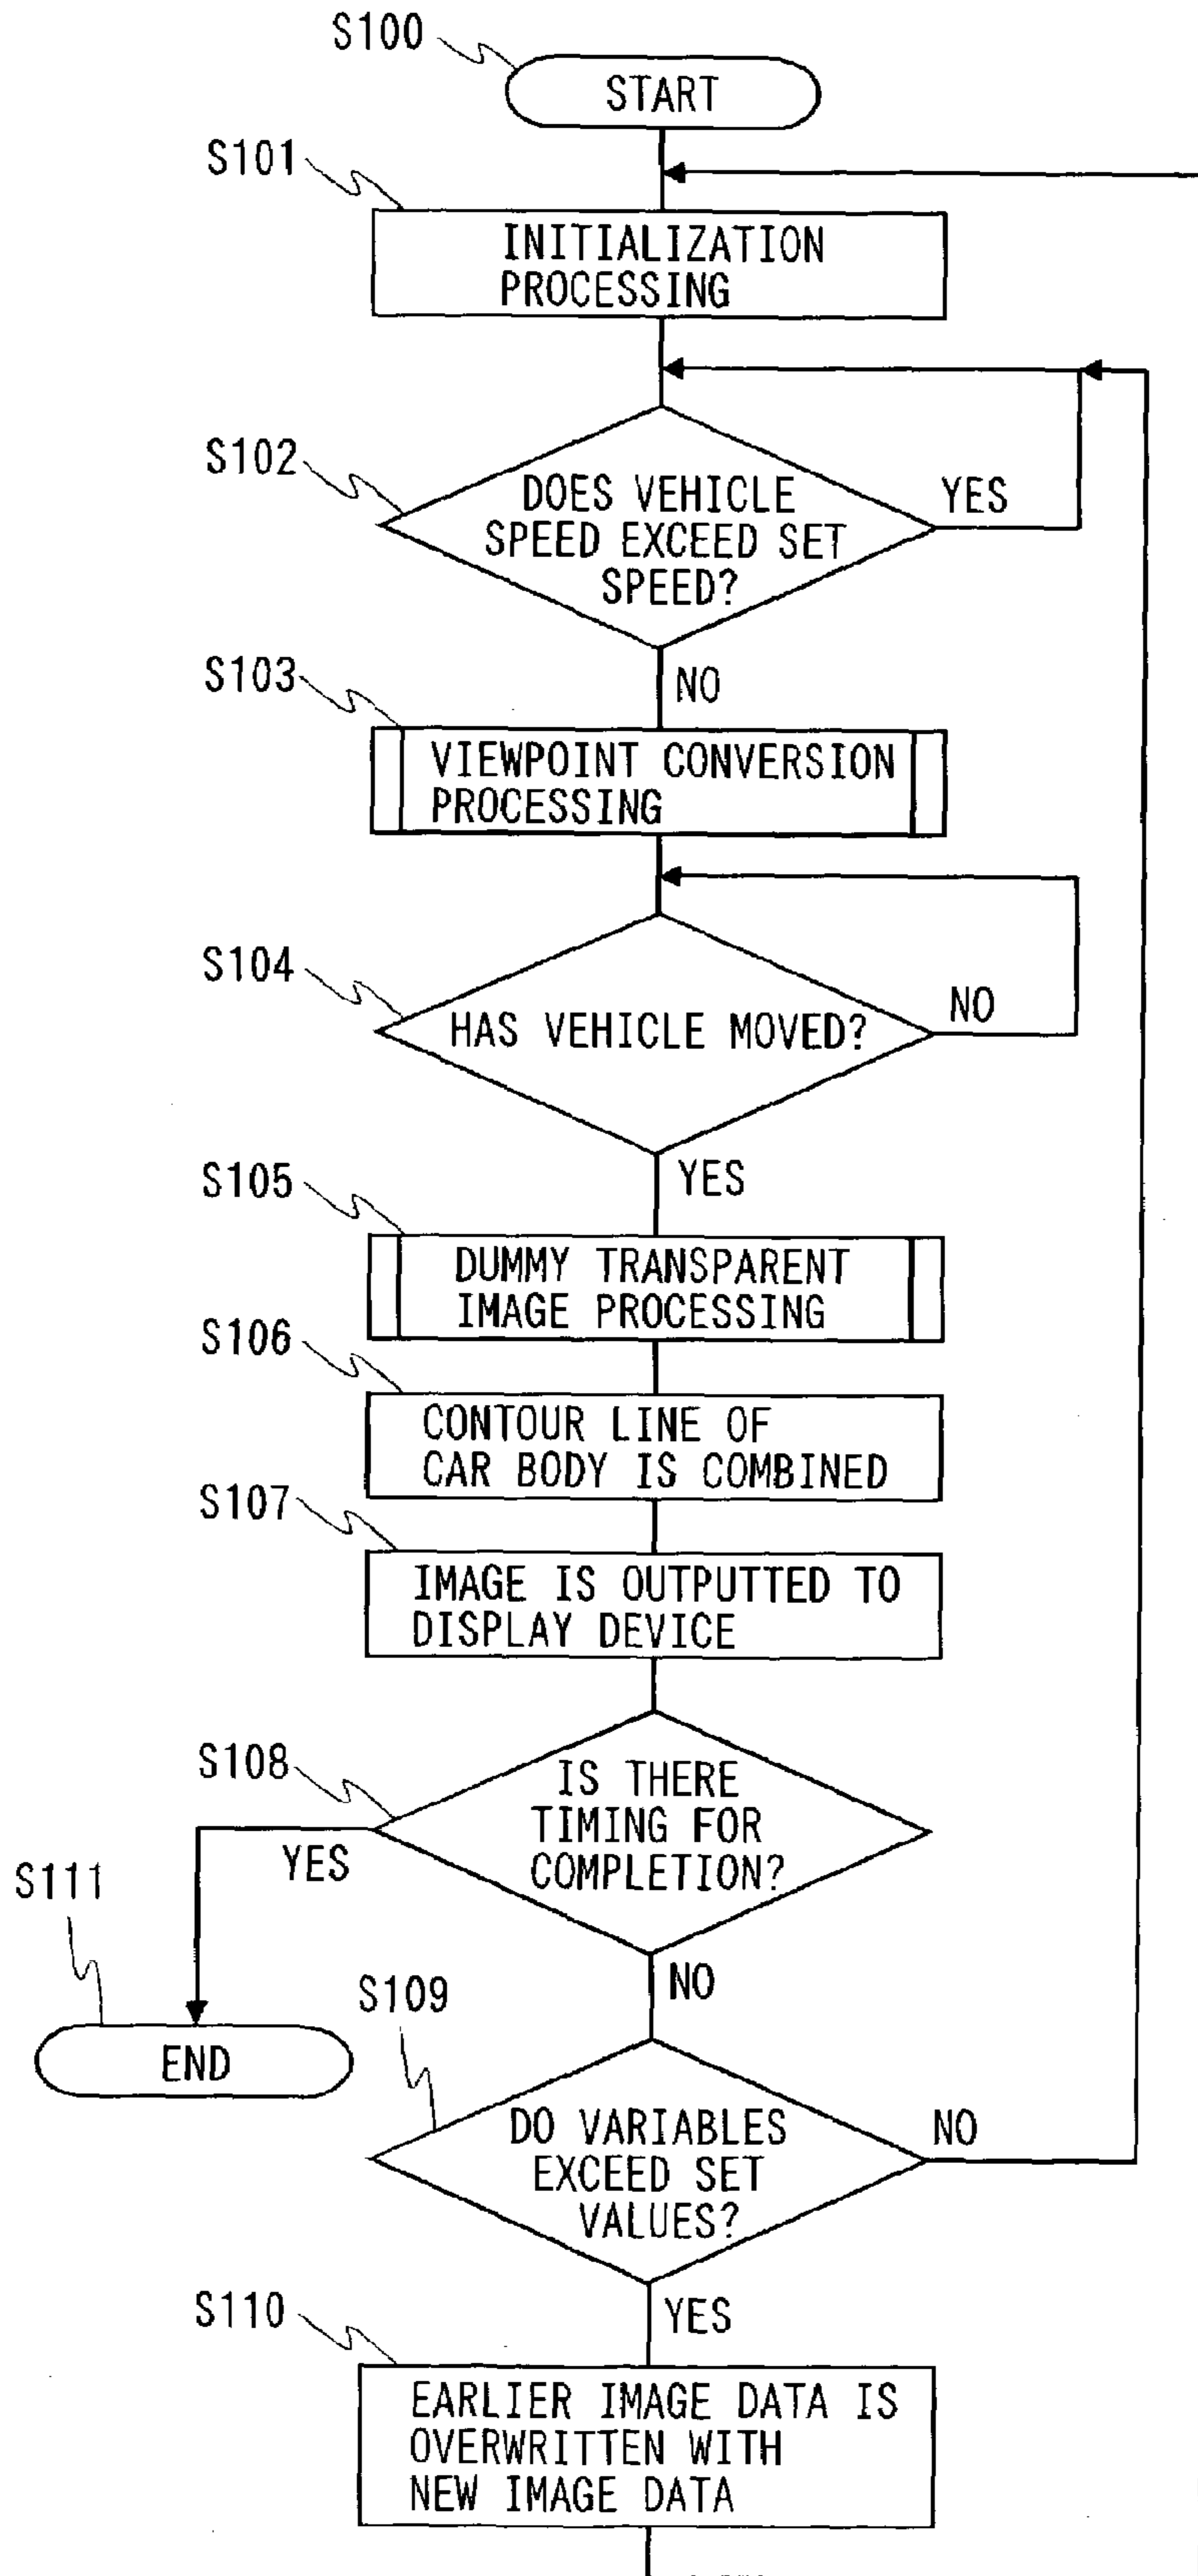 S100
START
S101
INITIALIZATION
PROCESSING
S102
DOES VEHICLE
SPEED EXCEED SET
SPEED?
YES
NO
S103
VIEWPOINT CONVERSION
PROCESSING
S104
HAS VEHICLE MOVED?
NO
YES
S105
DUMMY TRANSPARENT
IMAGE PROCESSING
S106
CONTOUR LINE OF
CAR BODY IS COMBINED
S107
IMAGE IS OUTPUTTED TO
DISPLAY DEVICE
S108
IS THERE
TIMING FOR
COMPLETION?
YES
S111
END
NO
S109
DO VARIABLES
EXCEED SET
VALUES?
NO
YES
S110
EARLIER IMAGE DATA IS
OVERWRITTEN WITH
NEW IMAGE DATA